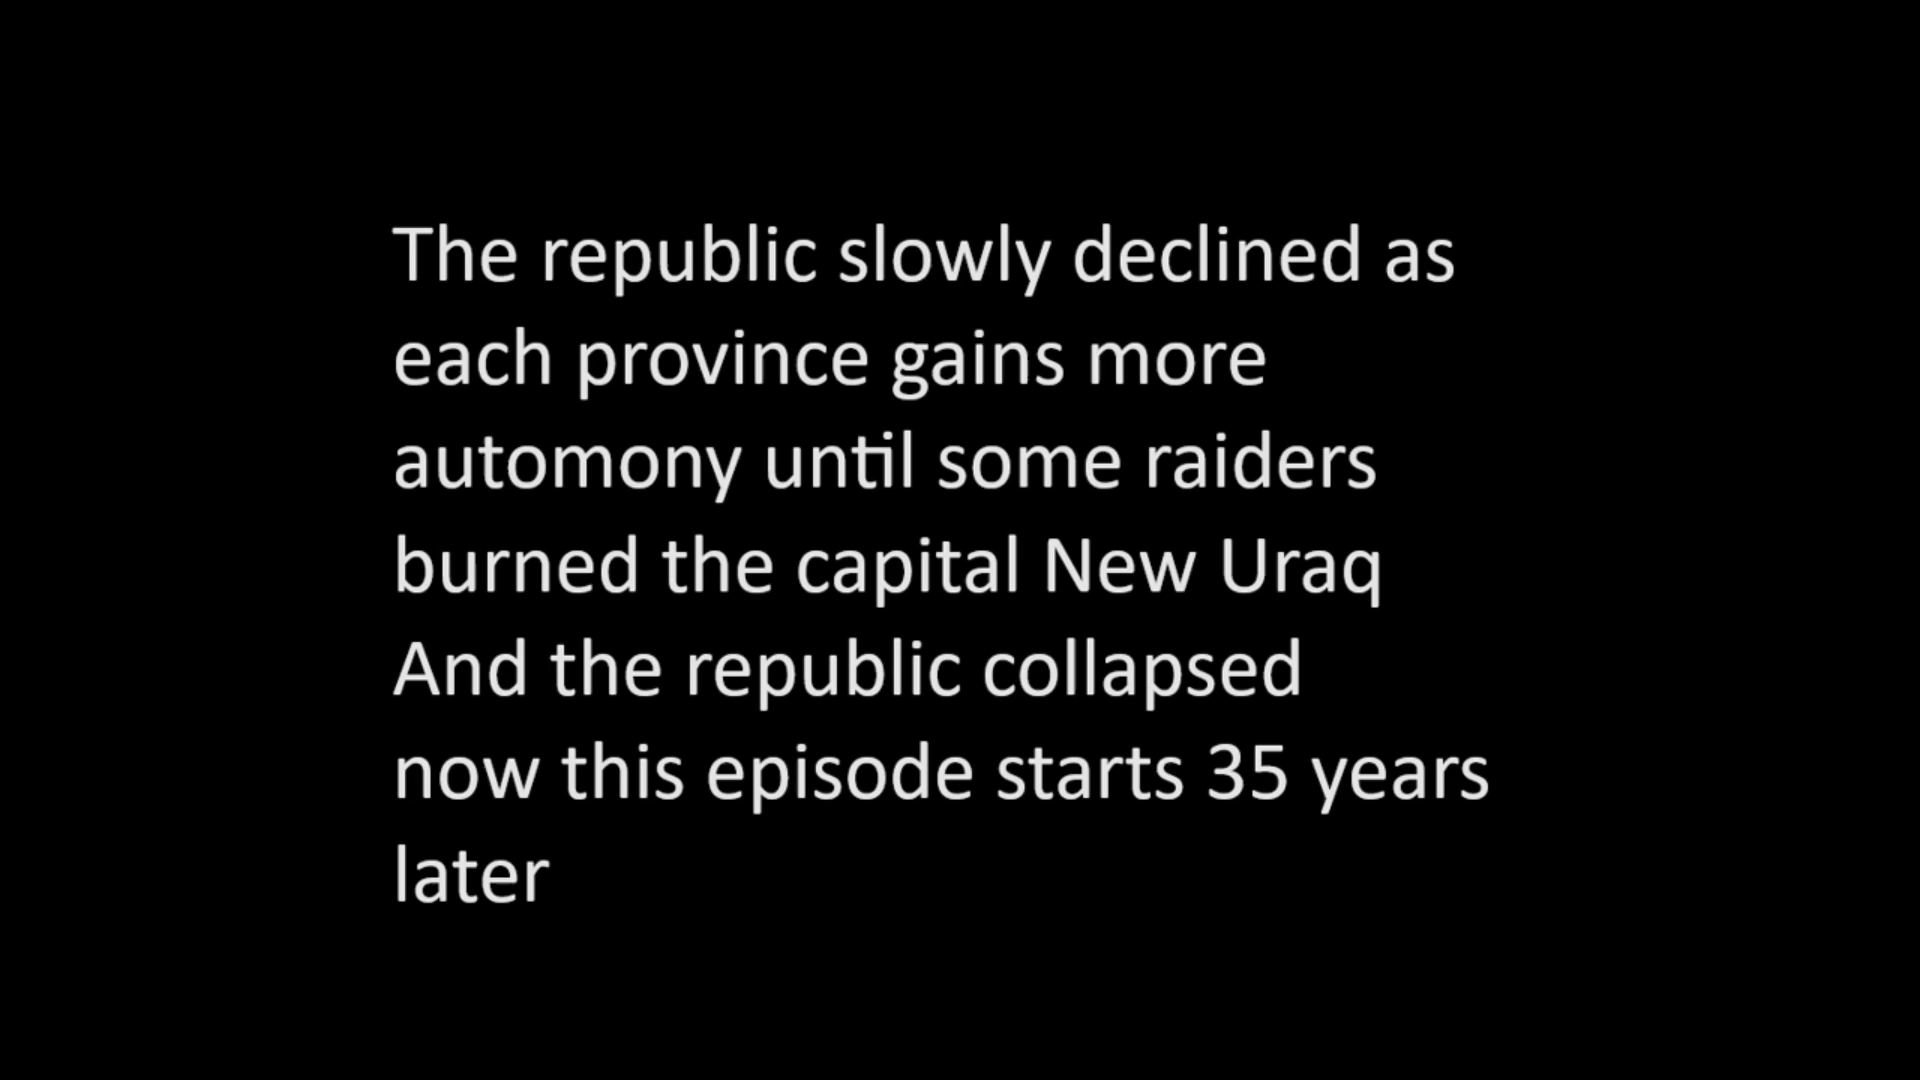 The republic slowly declined as
each province gains more
automony until some raiders
burned the capital New Uraq
And the republic collapsed
now this episode starts 35 years
later